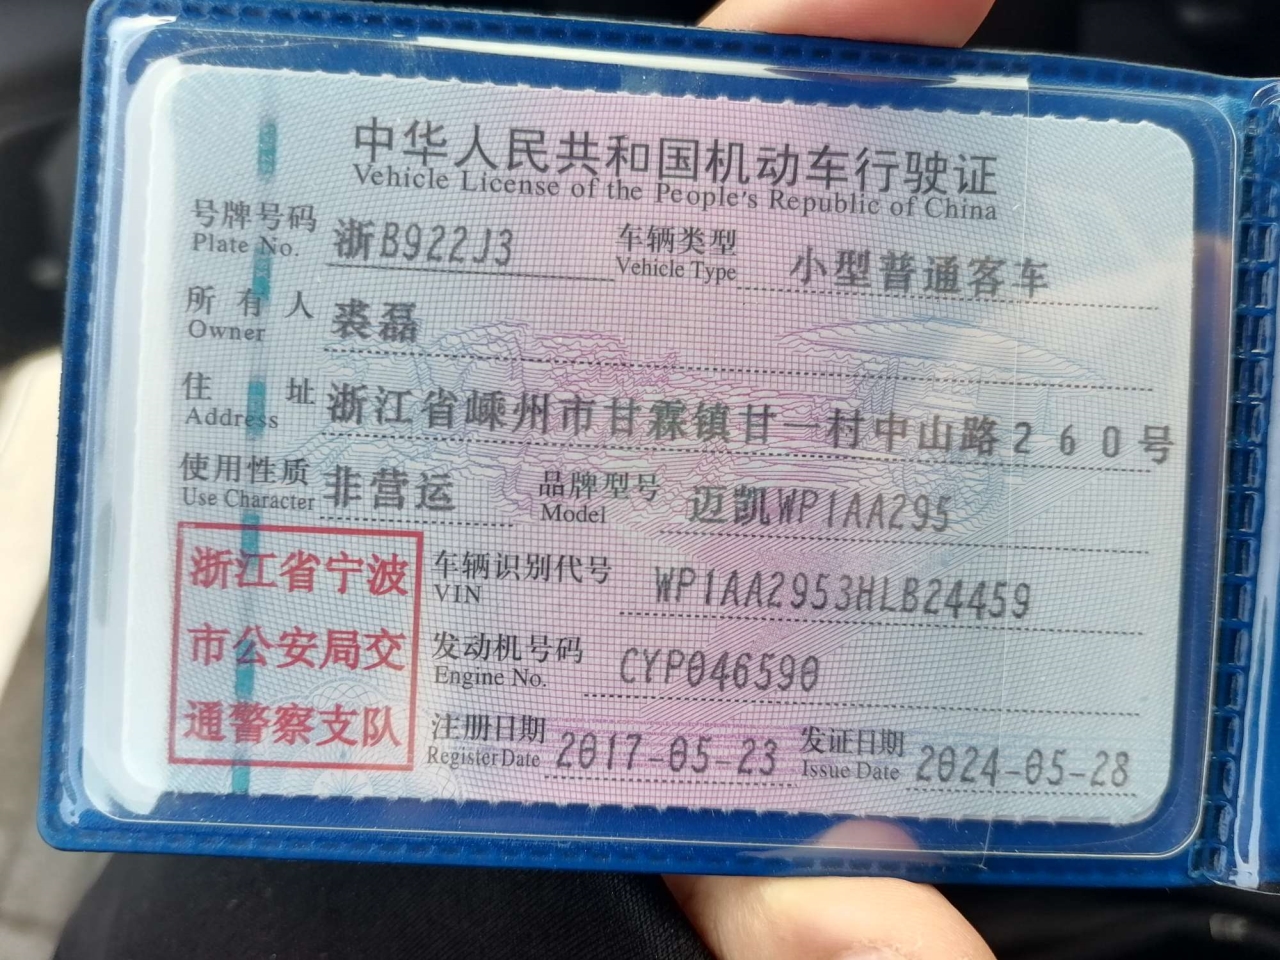 中华人民共和国机动车行驶证
Vehicle License of the People's Republic of China
号牌号码 浙B922J3 车辆类型 小型普通客车
Plate No. Vehicle Type
所有人 裘磊
Owner
住址 浙江省嵊州市甘霖镇甘一村中山路260号
Address
使用性质 非营运 品牌型号 迈凯WP1AA295
Use Character Model
浙江省宁波
市公安局交
通警察支队
车辆识别代号 WP1AA2953HLB24459
VIN
发动机号码 CYP046590
Engine No.
注册日期 2017-05-23 发证日期 2024-05-28
Register Date Issue Date